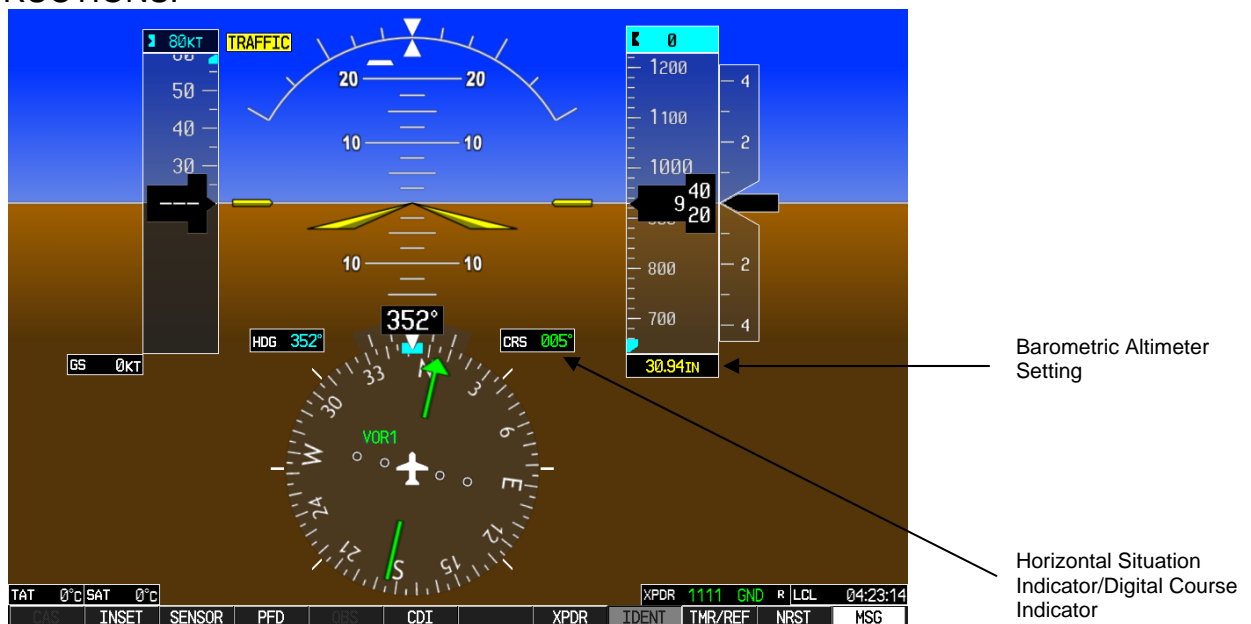 RUCTIONS.
80KT TRAFFIC 0
20 20 1200 4
50 1100
40 10 10 2
30 1000
--- 9 40 20
10 10 800 2
352° 700 4
HDG 352° CRS 005°
GS 0KT 30.94IN
Barometric Altimeter
Setting
N 3 6 E 12 15 S 21 24 W 30 33
VOR1
Horizontal Situation
Indicator/Digital Course
Indicator
TAT 0°C SAT 0°C XPDR 1111 GND R LCL 04:23:14
CAS INSET SENSOR PFD OBS CDI XPDR IDENT TMR/REF NRST MSG